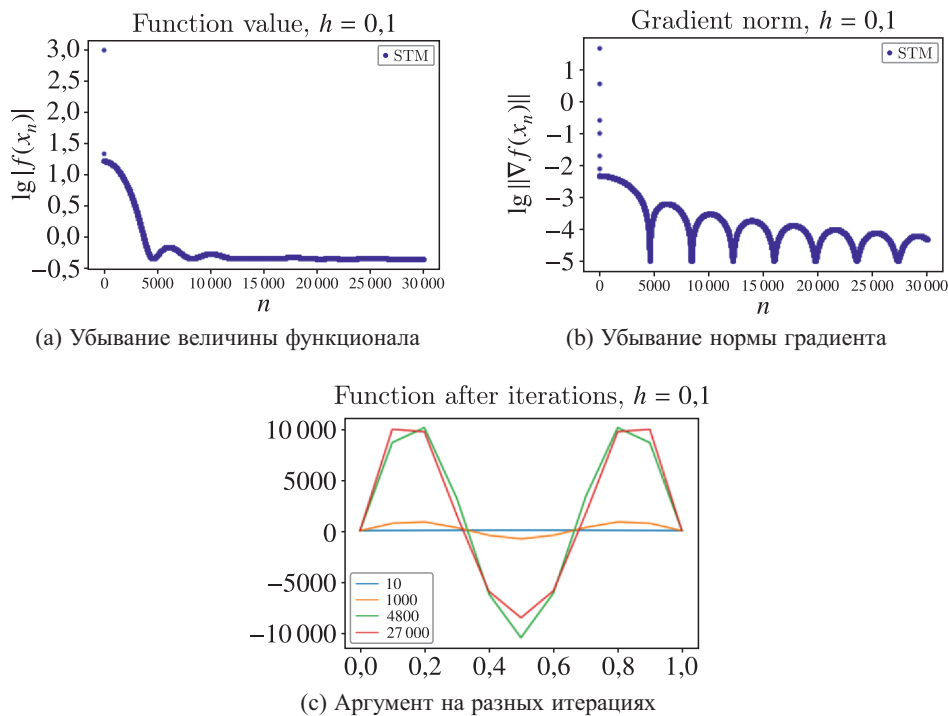 Function value, h = 0,1
lg |f(xₙ)|
3,0
2,5
2,0
1,5
1,0
0,5
0,0
−0,5
STM
0 5000 10 000 15 000 20 000 25 000 30 000
n
(a) Убывание величины функционала
Gradient norm, h = 0,1
lg ||∇f(xₙ)||
1
0
−1
−2
−3
−4
−5
STM
0 5000 10 000 15 000 20 000 25 000 30 000
n
(b) Убывание нормы градиента
Function after iterations, h = 0,1
10 000
5000
0
−5000
−10 000
10
1000
4800
27 000
0,0 0,2 0,4 0,6 0,8 1,0
(c) Аргумент на разных итерациях